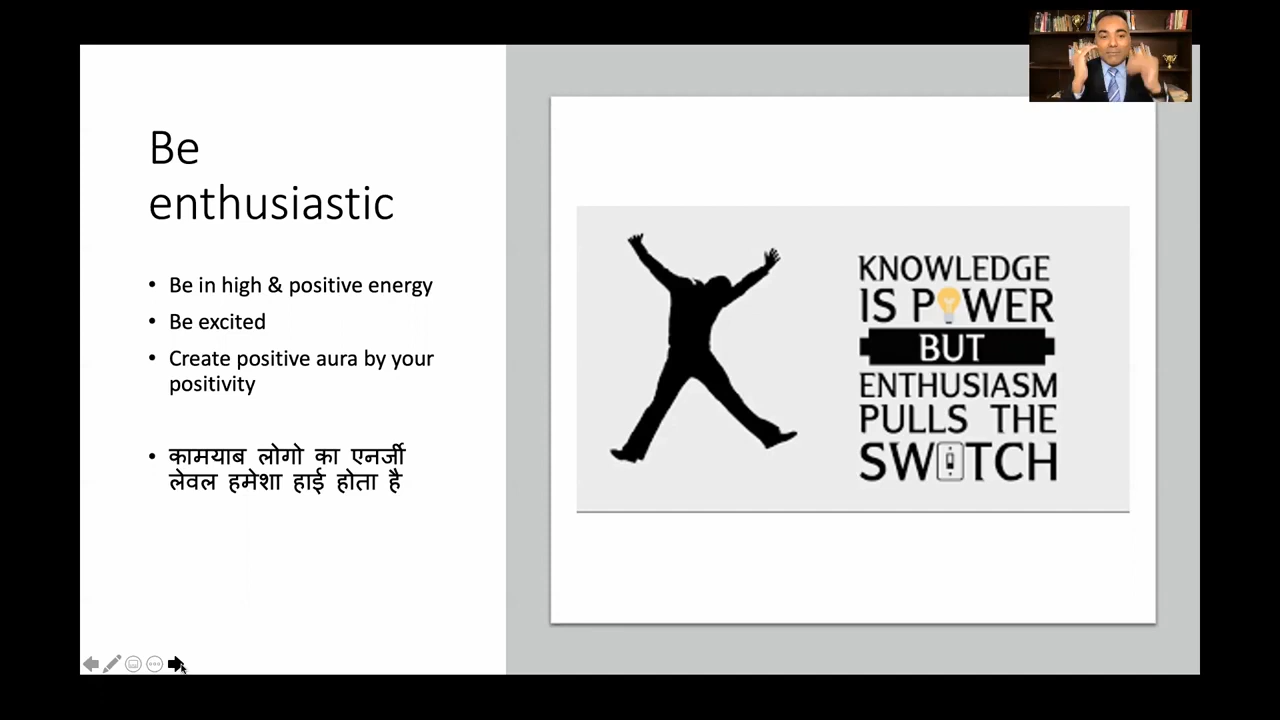 Be
enthusiastic
• Be in high & positive energy
• Be excited
• Create positive aura by your
positivity
• कामयाब लोगो का एनर्जी
लेवल हमेशा हाई होता है
KNOWLEDGE
IS POWER
BUT
ENTHUSIASM
PULLS THE
SWITCH